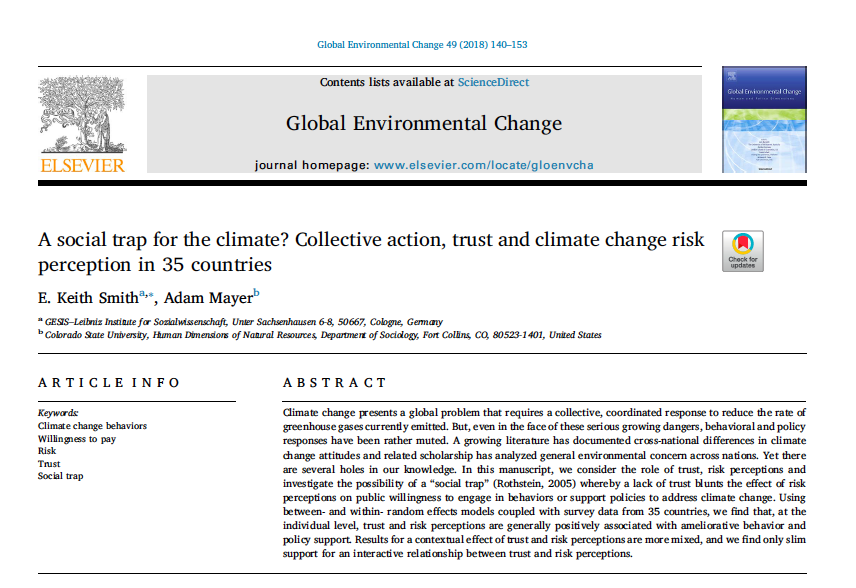 Global Environmental Change 49 (2018) 140–153
Contents lists available at ScienceDirect
Global Environmental Change
journal homepage: www.elsevier.com/locate/gloenvcha
ELSEVIER
Global Environmental Change
A social trap for the climate? Collective action, trust and climate change risk
perception in 35 countries
Check for
updates
E. Keith Smithᵃ,*, Adam Mayerᵇ
ᵃ GESIS–Leibniz Institute for Sozialwissenschaft, Unter Sachsenhausen 6-8, 50667, Cologne, Germany
ᵇ Colorado State University, Human Dimensions of Natural Resources, Department of Sociology, Fort Collins, CO, 80523-1401, United States
ARTICLE INFO
Keywords:
Climate change behaviors
Willingness to pay
Risk
Trust
Social trap
ABSTRACT
Climate change presents a global problem that requires a collective, coordinated response to reduce the rate of
greenhouse gases currently emitted. But, even in the face of these serious growing dangers, behavioral and policy
responses have been rather muted. A growing literature has documented cross-national differences in climate
change attitudes and related scholarship has analyzed general environmental concern across nations. Yet there
are several holes in our knowledge. In this manuscript, we consider the role of trust, risk perceptions and
investigate the possibility of a “social trap” (Rothstein, 2005) whereby a lack of trust blunts the effect of risk
perceptions on public willingness to engage in behaviors or support policies to address climate change. Using
between- and within- random effects models coupled with survey data from 35 countries, we find that, at the
individual level, trust and risk perceptions are generally positively associated with ameliorative behavior and
policy support. Results for a contextual effect of trust and risk perceptions are more mixed, and we find only slim
support for an interactive relationship between trust and risk perceptions.